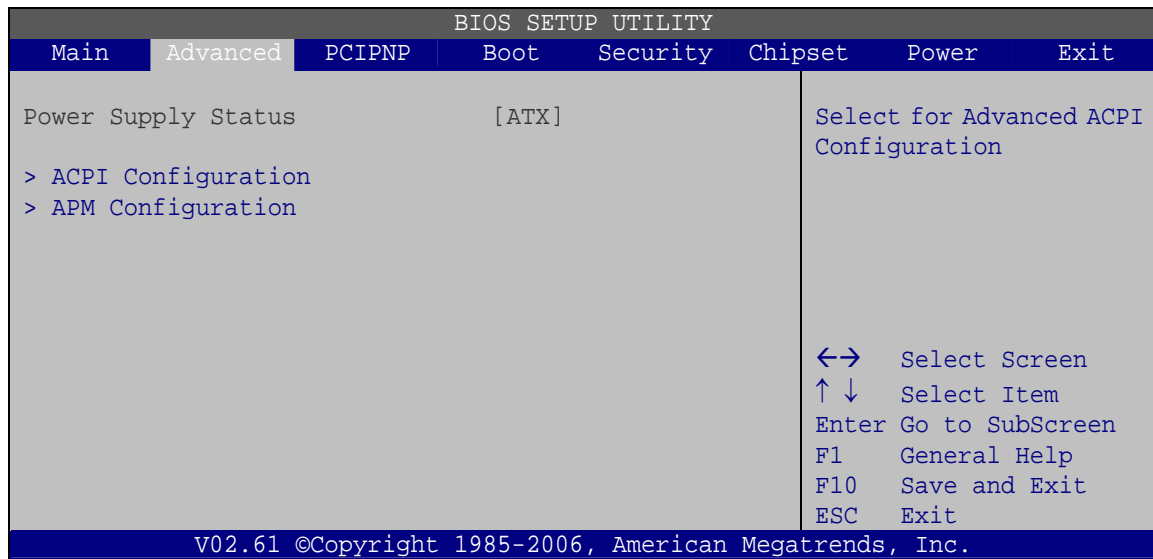 BIOS SETUP UTILITY
Main Advanced PCIPNP Boot Security Chipset Power Exit
Power Supply Status [ATX]
> ACPI Configuration
> APM Configuration
Select for Advanced ACPI
Configuration
←→ Select Screen
↑ ↓ Select Item
Enter Go to SubScreen
F1 General Help
F10 Save and Exit
ESC Exit
V02.61 ©Copyright 1985-2006, American Megatrends, Inc.